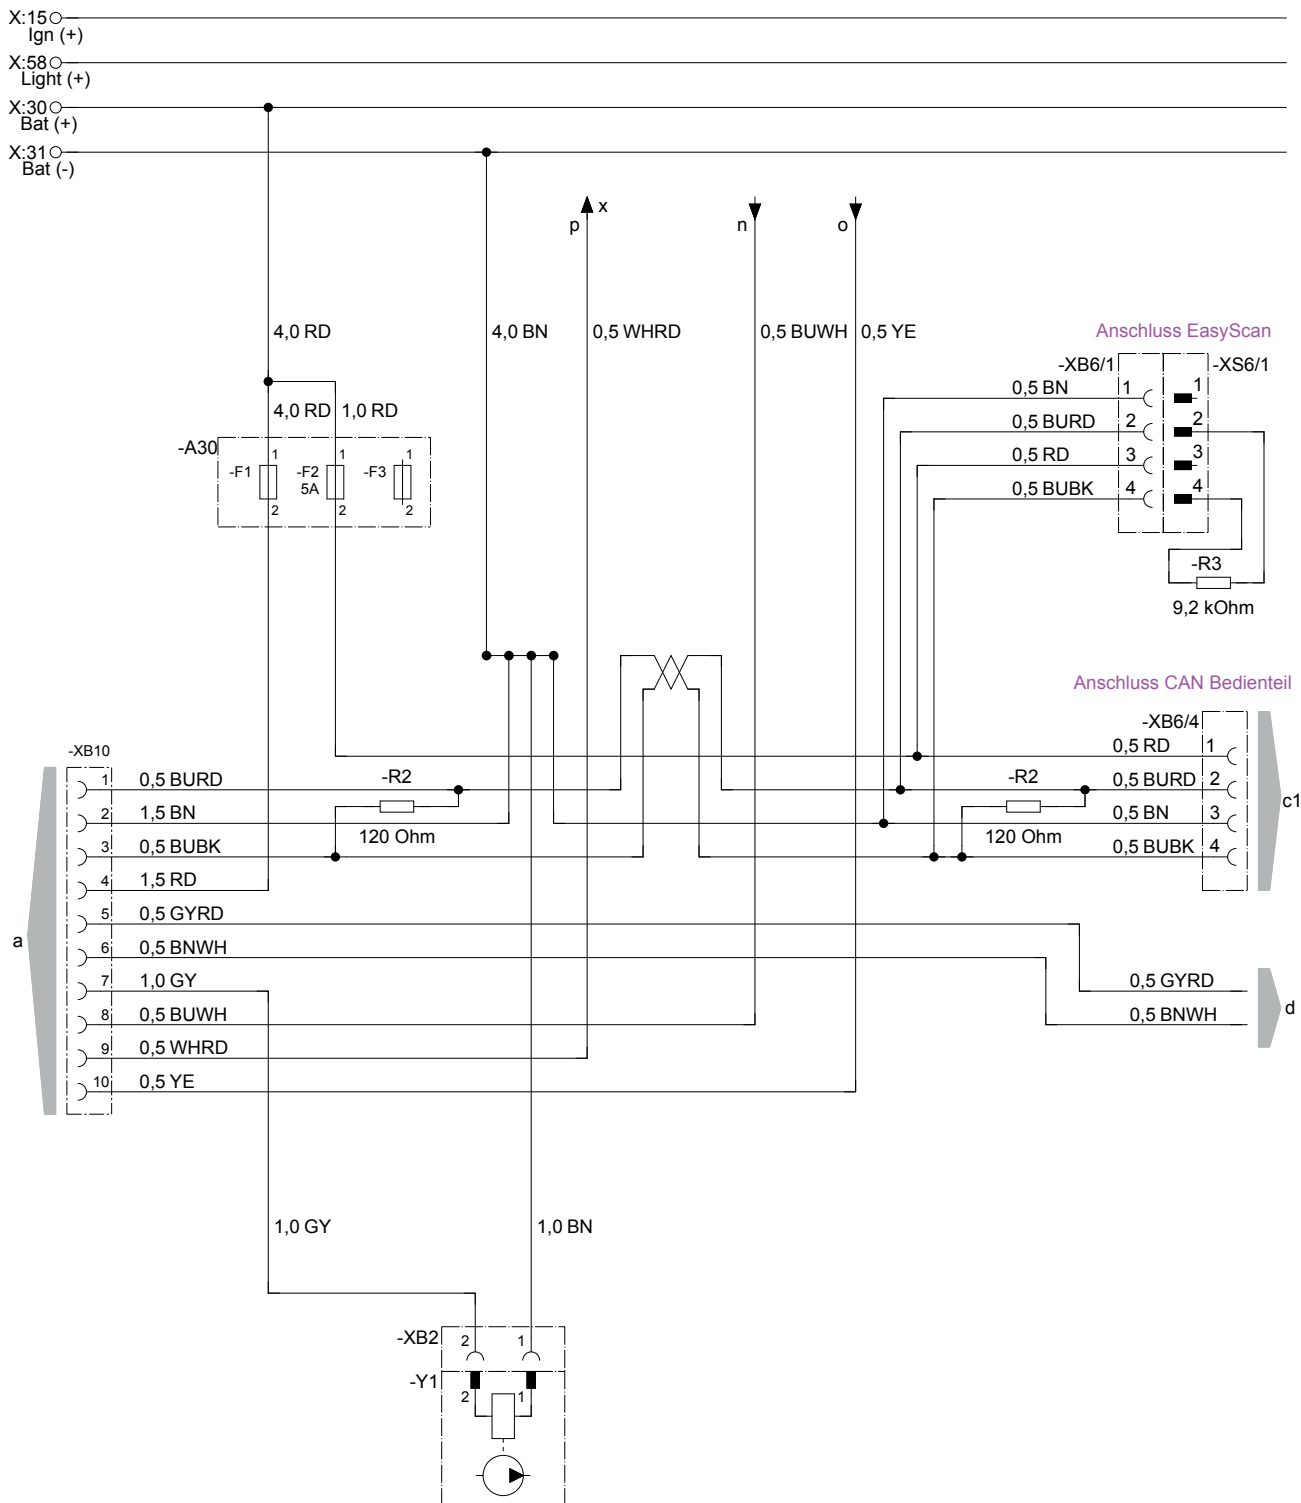 X:15
Ign (+)
X:58
Light (+)
X:30
Bat (+)
X:31
Bat (-)
p
x
n
o
4,0 RD
4,0 BN
0,5 WHRD
0,5 BUWH
0,5 YE
Anschluss EasyScan
-XB6/1
-XS6/1
0,5 BN
1
1
0,5 BURD
2
2
0,5 RD
3
3
0,5 BUBK
4
4
-R3
9,2 kOhm
4,0 RD
1,0 RD
-A30
1
1
1
-F1
-F2
5A
-F3
2
2
2
Anschluss CAN Bedienteil
-XB6/4
0,5 RD
1
0,5 BURD
2
0,5 BN
3
0,5 BUBK
4
c1
-R2
120 Ohm
-R2
120 Ohm
-XB10
1
0,5 BURD
2
1,5 BN
3
0,5 BUBK
4
1,5 RD
5
0,5 GYRD
6
0,5 BNWH
7
1,0 GY
8
0,5 BUWH
9
0,5 WHRD
10
0,5 YE
a
0,5 GYRD
0,5 BNWH
d
1,0 GY
1,0 BN
-XB2
2
1
-Y1
2
1